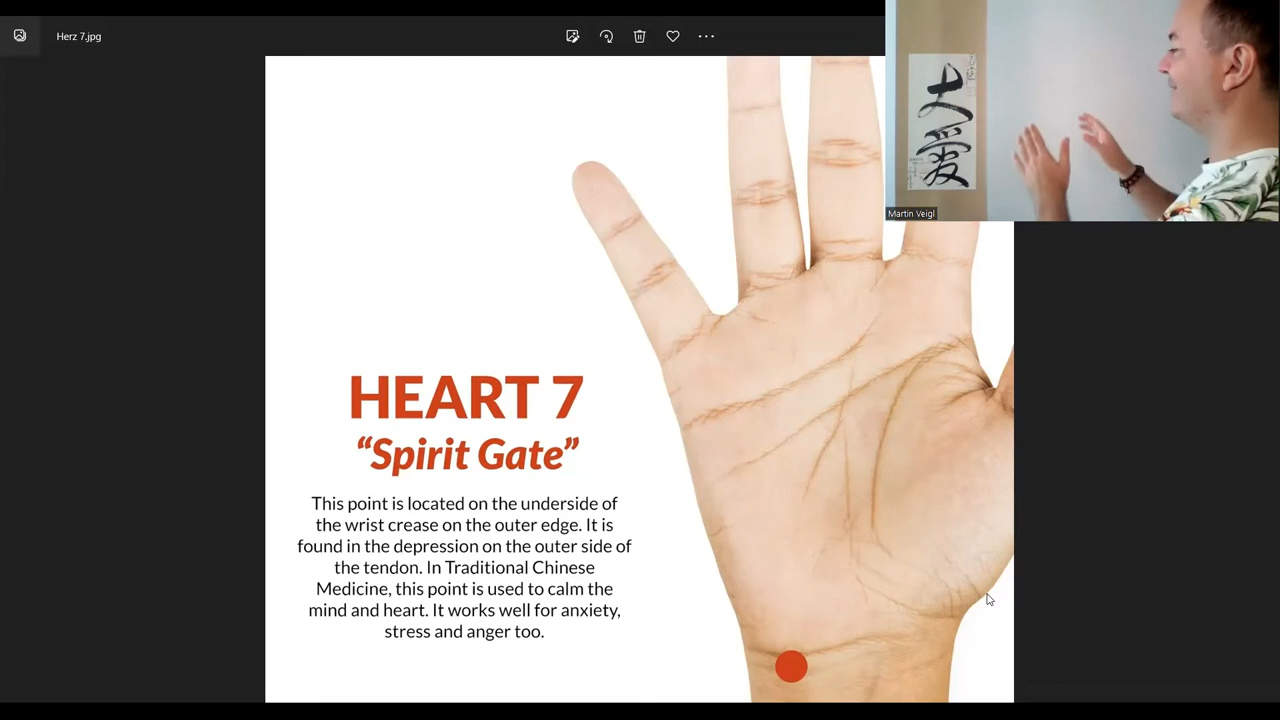 Herz 7.jpg
大愛
Martin Veigl
HEART 7
“Spirit Gate”
This point is located on the underside of
the wrist crease on the outer edge. It is
found in the depression on the outer side of
the tendon. In Traditional Chinese
Medicine, this point is used to calm the
mind and heart. It works well for anxiety,
stress and anger too.